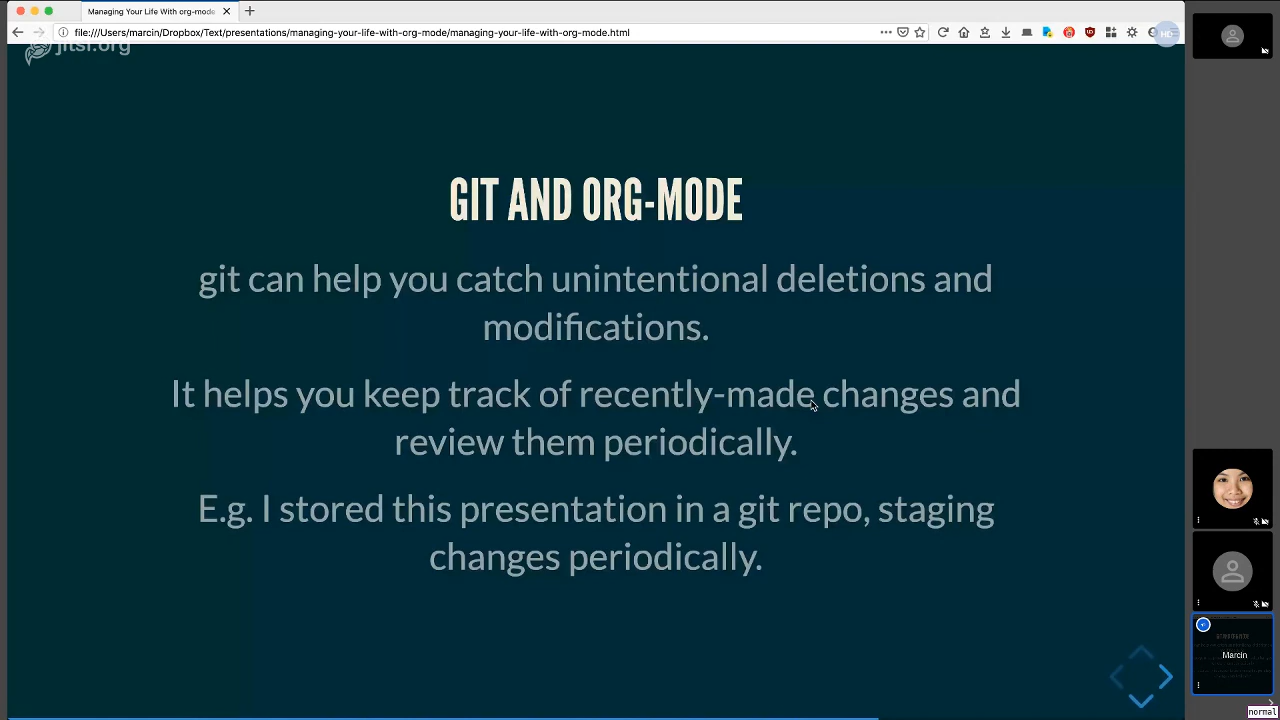 Managing Your Life With org-mode
file:///Users/marcin/Dropbox/Text/presentations/managing-your-life-with-org-mode/managing-your-life-with-org-mode.html
HD
jitsi.org
GIT AND ORG-MODE
git can help you catch unintentional deletions and
modifications.
It helps you keep track of recently-made changes and
review them periodically.
E.g. I stored this presentation in a git repo, staging
changes periodically.
Marcin
normal